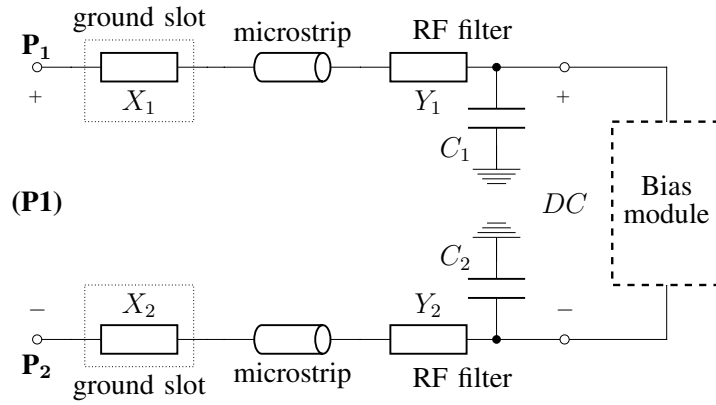 ground slot
microstrip
RF filter
P₁
+
X₁
Y₁
C₁
+
(P1)
DC
Bias
module
C₂
−
X₂
Y₂
−
P₂
ground slot
microstrip
RF filter